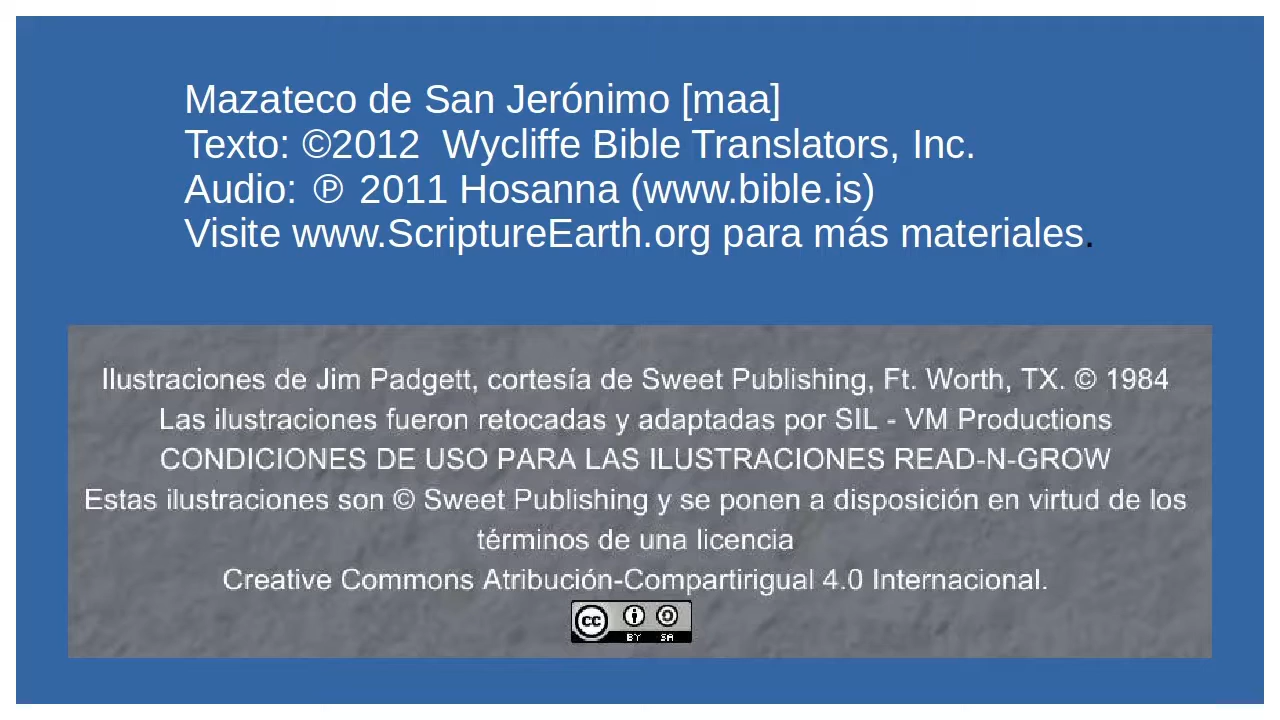 Mazateco de San Jerónimo [maa]
Texto: ©2012 Wycliffe Bible Translators, Inc.
Audio: ℗ 2011 Hosanna (www.bible.is)
Visite www.ScriptureEarth.org para más materiales.
Ilustraciones de Jim Padgett, cortesía de Sweet Publishing, Ft. Worth, TX. © 1984
Las ilustraciones fueron retocadas y adaptadas por SIL - VM Productions
CONDICIONES DE USO PARA LAS ILUSTRACIONES READ-N-GROW
Estas ilustraciones son © Sweet Publishing y se ponen a disposición en virtud de los
términos de una licencia
Creative Commons Atribución-Compartirigual 4.0 Internacional.
cc
BY SA